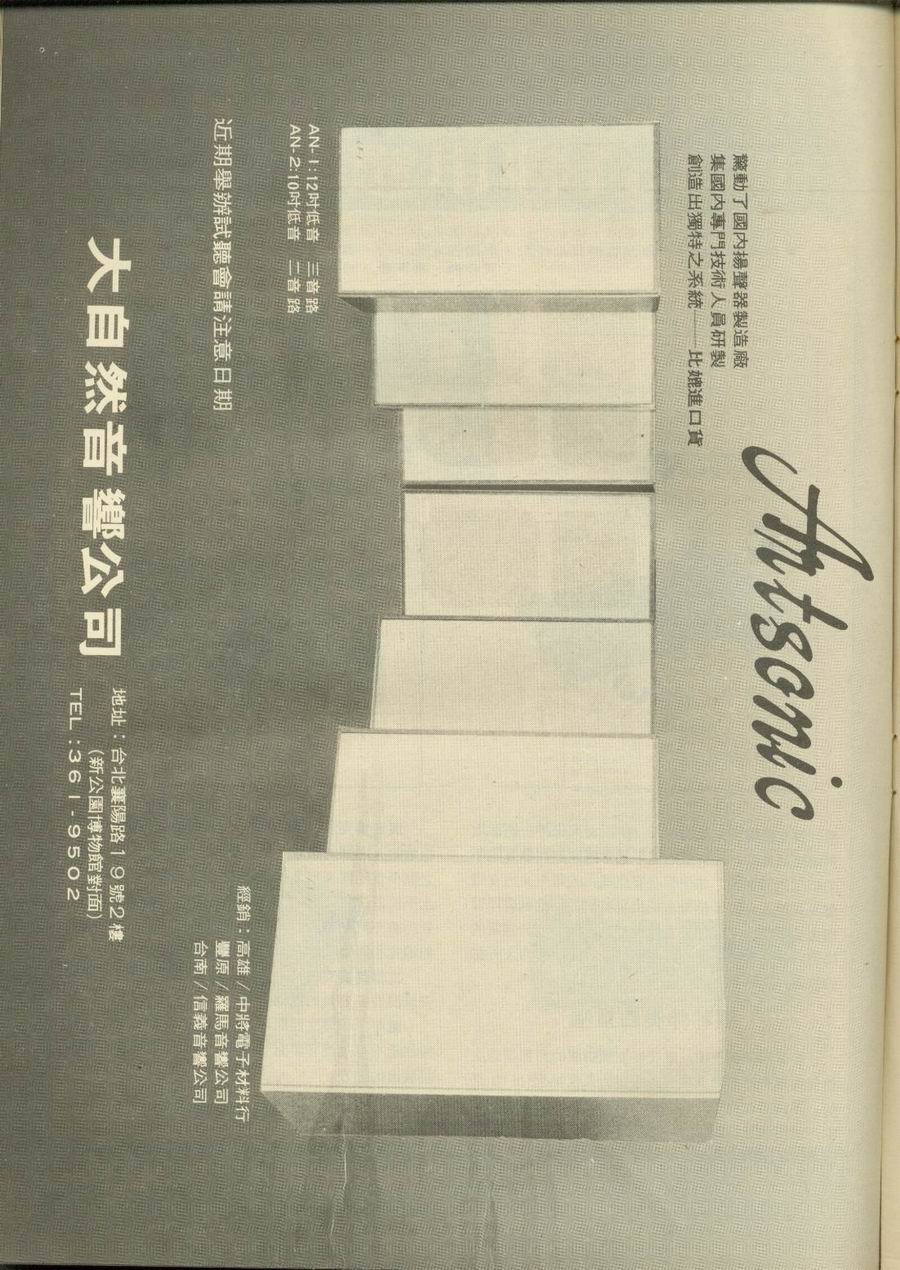 Artsonic
驚動了國內揚聲器製造廠
集國內專門技術人員研製
創造出獨特之系統——比媲進口貨
AN-1:12吋低音 三音路
AN-2:10吋低音 二音路
近期舉辦試聽會請注意日期
經銷：高雄/中將電子材料行
豐原/羅馬音響公司
台南/信義音響公司
大自然音響公司
地址：台北襄陽路19號2樓
(新公園博物館對面)
TEL:361-9502